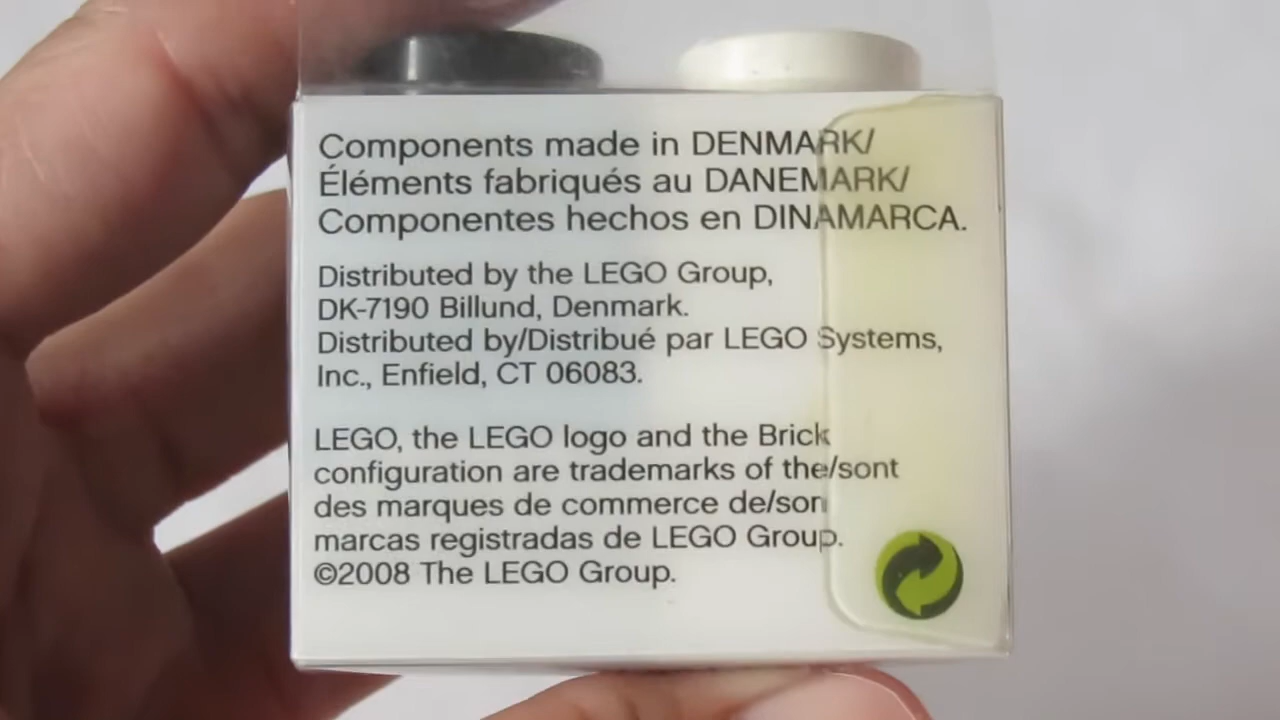 Components made in DENMARK/
Éléments fabriqués au DANEMARK/
Componentes hechos en DINAMARCA.
Distributed by the LEGO Group,
DK-7190 Billund, Denmark.
Distributed by/Distribué par LEGO Systems,
Inc., Enfield, CT 06083.
LEGO, the LEGO logo and the Brick
configuration are trademarks of the/sont
des marques de commerce de/son
marcas registradas de LEGO Group.
©2008 The LEGO Group.